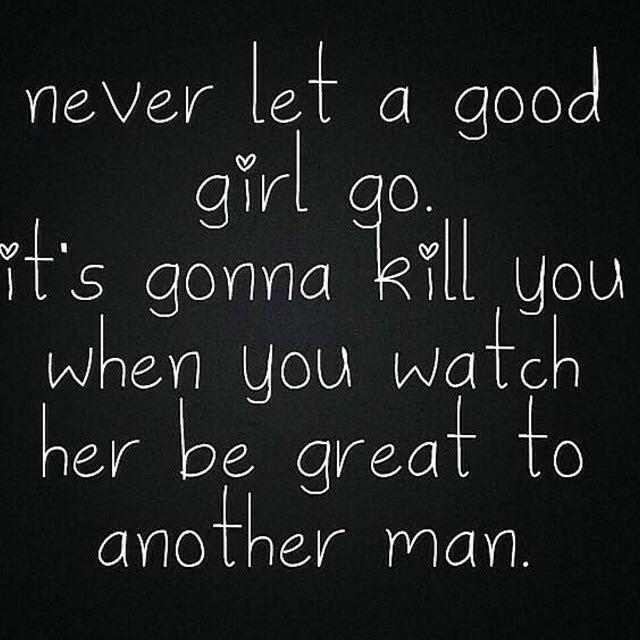 never let a good
girl go.
it's gonna kill you
when you watch
her be great to
another man.